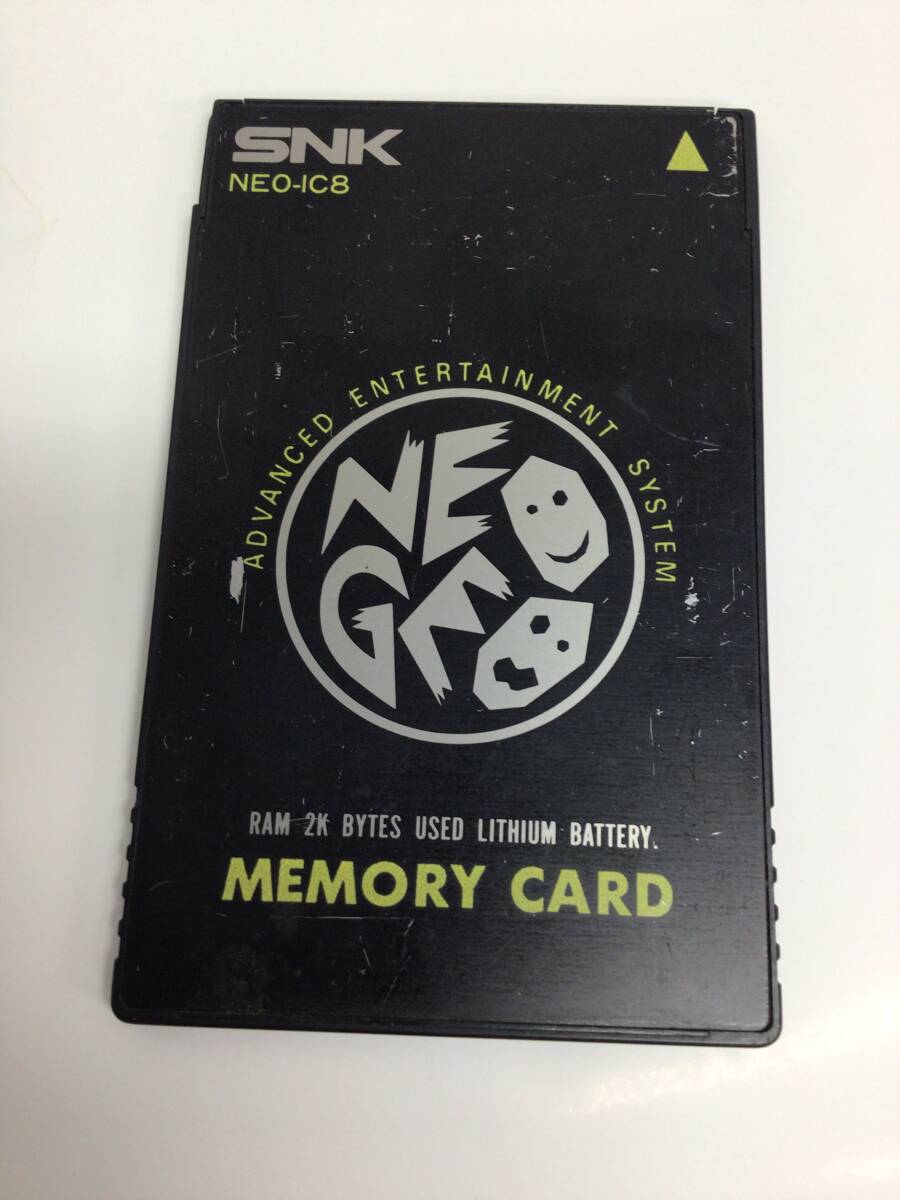 SNK
NEO-IC8
ADVANCED ENTERTAINMENT SYSTEM
NEO
GEO
RAM 2K BYTES USED LITHIUM BATTERY.
MEMORY CARD